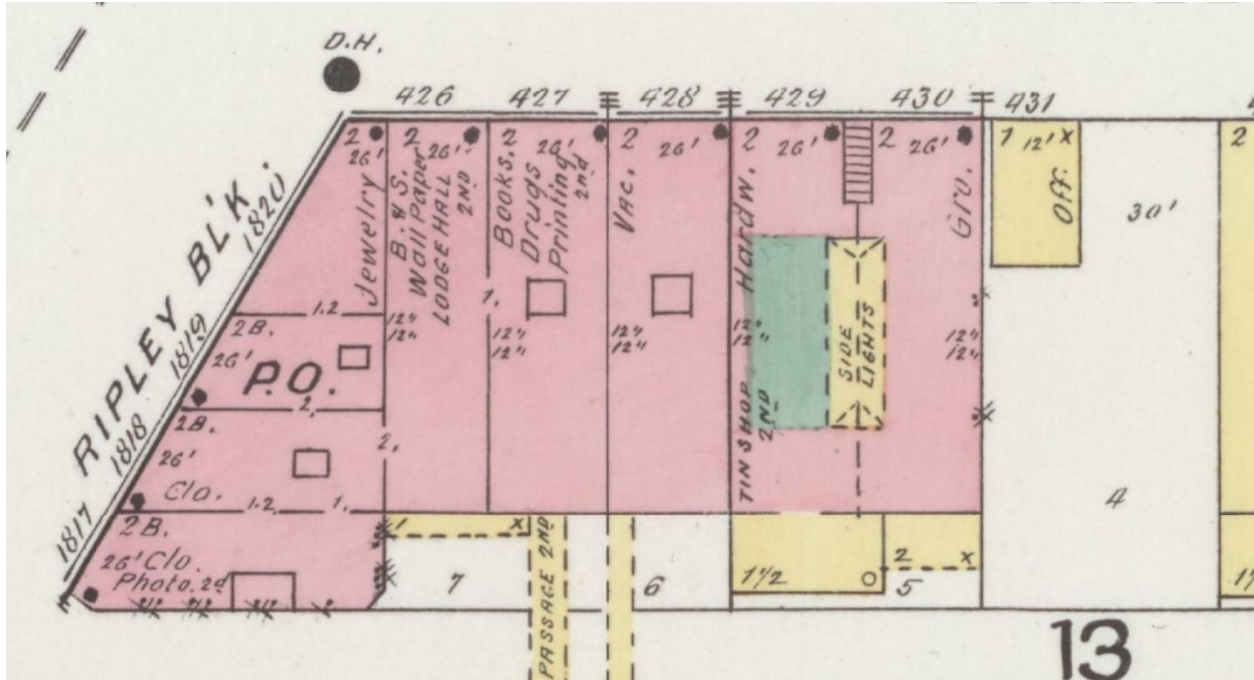 D.H.
426 427 428 429 430 431
RIPLEY BL'K.
1820
1819
1818
1817
2 26'
Jewelry
2 26'
B. & S.
Wall Paper
LODGE HALL
2ND
2 26'
Books.
Drugs
Printing
2nd
2 26'
Vac.
2 26'
Hardw.
TINSHOP
2ND
SIDE
LIGHTS
2 26'
Gro.
1 12' x
Off.
30'
2
1.2
2B.
26'
P.O.
2.
2B.
26'
Clo.
1.2 1.
2.
1.
12"
12"
12"
12"
12"
12"
12"
12"
12"
12"
2B.
26' Clo.
Photo. 2d
1 x
7
PASSAGE 2ND
6
1 1/2
2 x
5
4
13